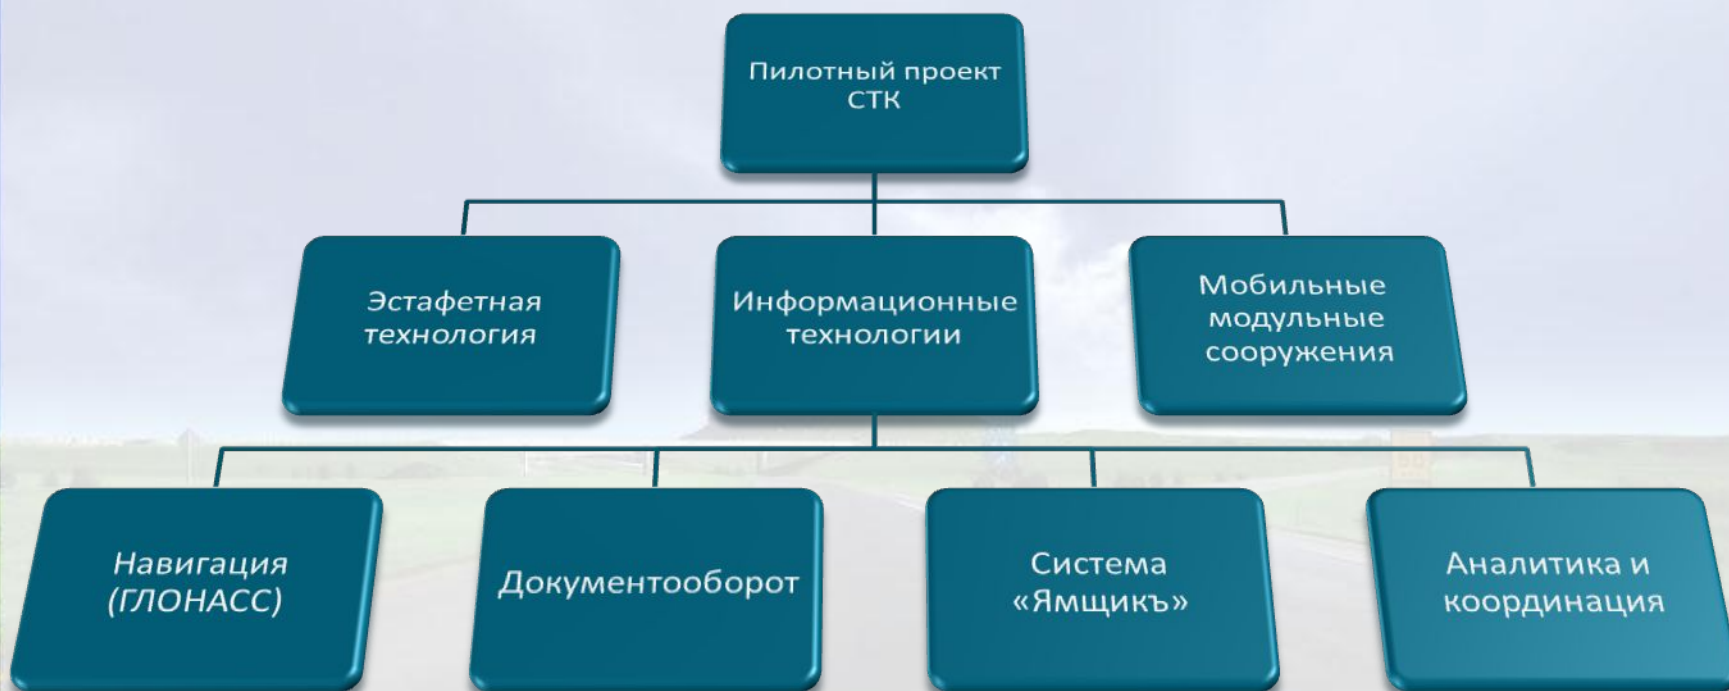 Пилотный проект
СТК
Эстафетная
технология
Информационные
технологии
Мобильные
модульные
сооружения
Навигация
(ГЛОНАСС)
Документооборот
Система
«Ямщикъ»
Аналитика и
координация